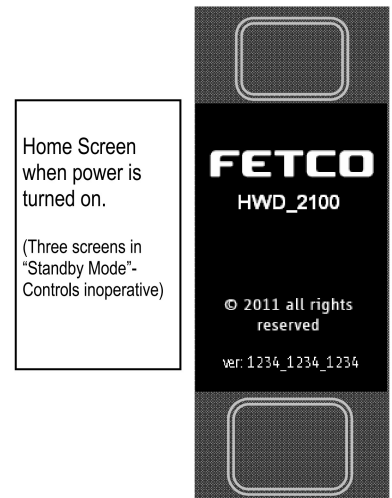 Home Screen
when power is
turned on.
(Three screens in
“Standby Mode”-
Controls inoperative)
FETCO
HWD_2100
© 2011 all rights
reserved
ver: 1234_1234_1234